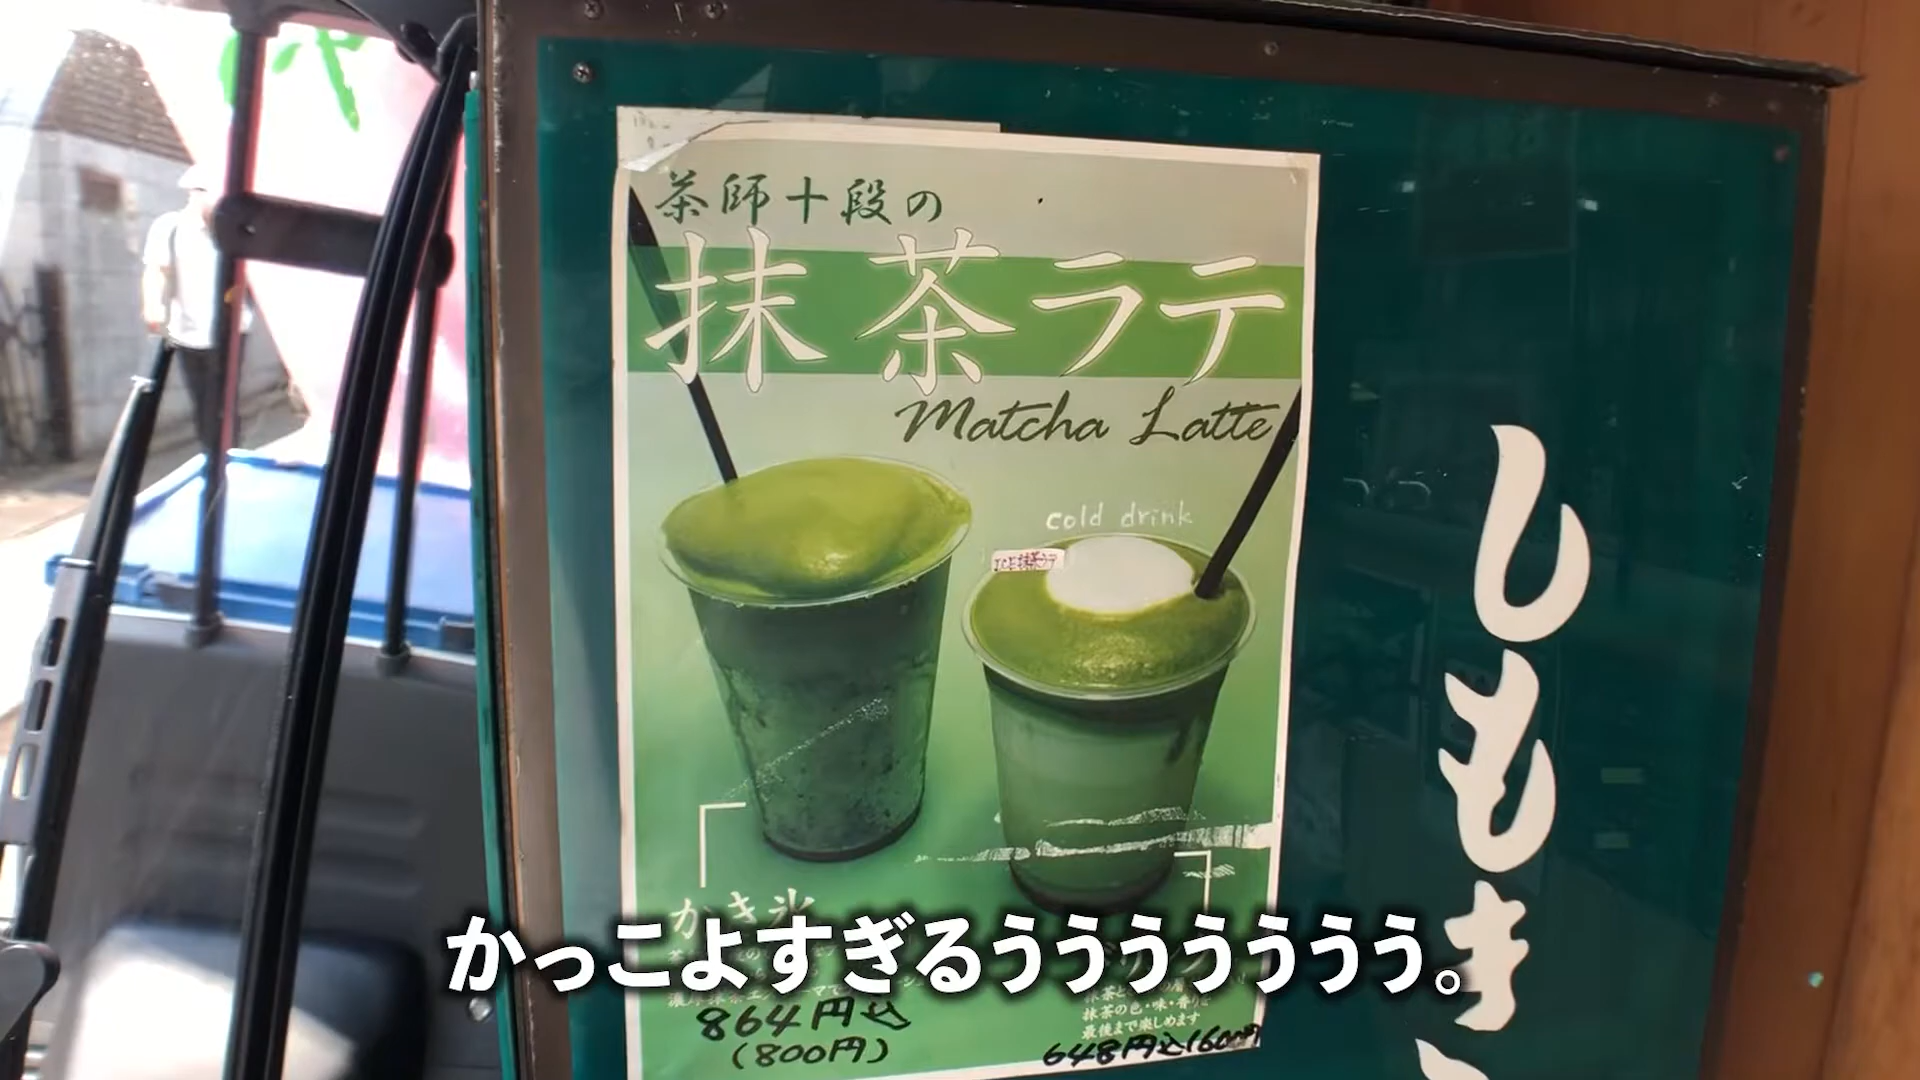 茶師十段の
抹茶ラテ
Matcha Latte
cold drink
かき氷
864円込
(800円)
抹茶の色・味・香りを
最後まで楽しめます
648円込
しもき
かっこよすぎるううううううう。